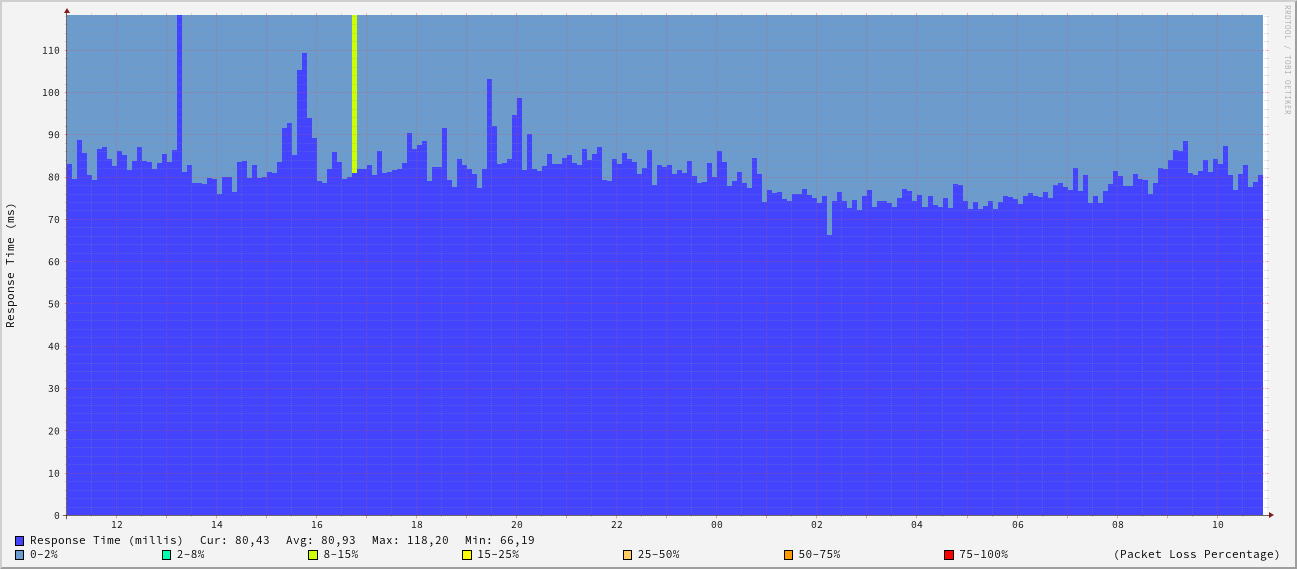 RRDTOOL / TOBI OETIKER
Response Time (ms)
110
100
90
80
70
60
50
40
30
20
10
0
12 14 16 18 20 22 00 02 04 06 08 10
Response Time (millis) Cur: 80,43 Avg: 80,93 Max: 118,20 Min: 66,19
0-2% 2-8% 8-15% 15-25% 25-50% 50-75% 75-100% (Packet Loss Percentage)